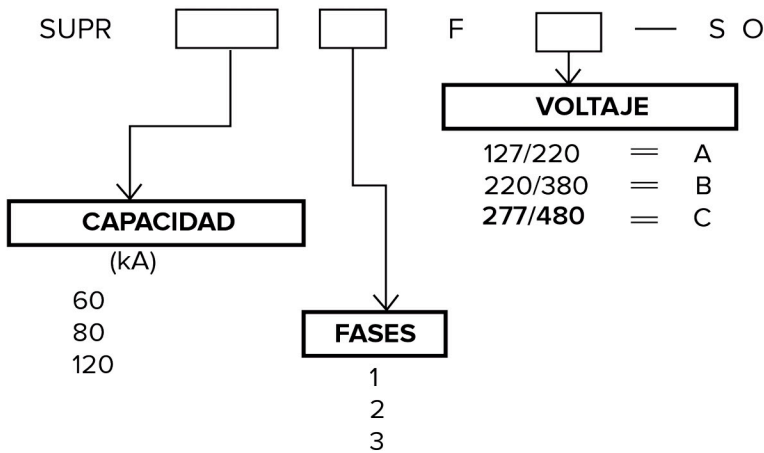 SUPR F — S O
VOLTAJE
127/220 = A
220/380 = B
277/480 = C
CAPACIDAD
(kA)
60
80
120
FASES
1
2
3